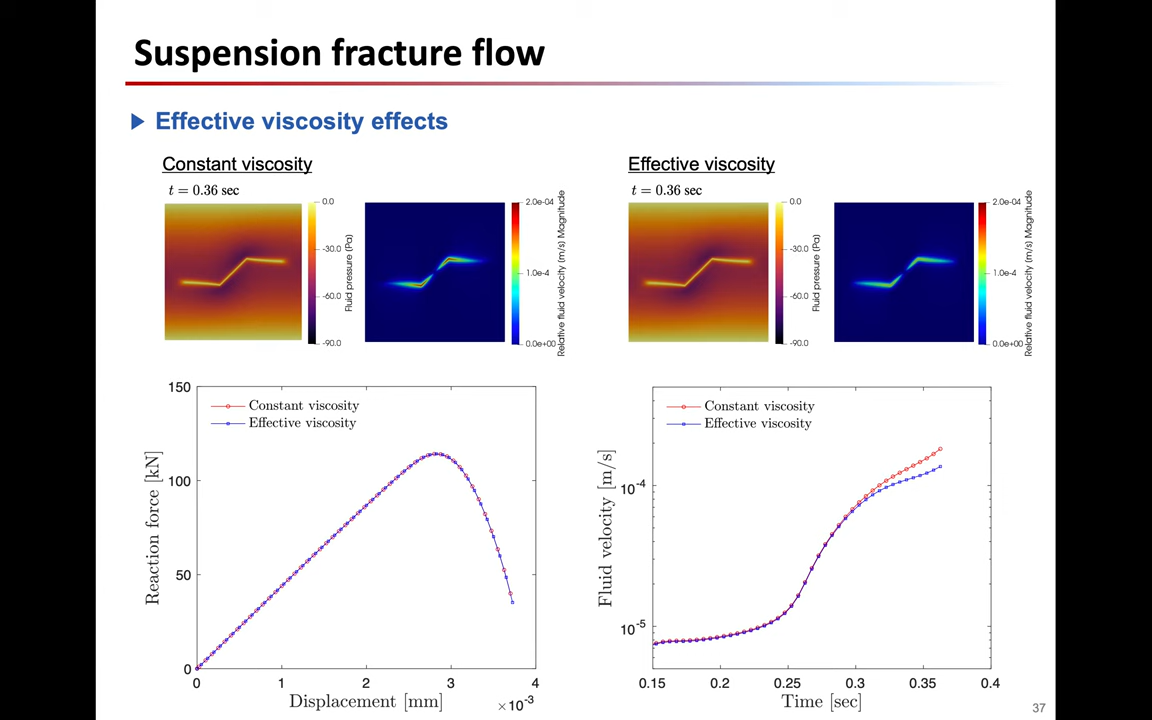 Suspension fracture flow
Effective viscosity effects
Constant viscosity
t = 0.36 sec
0.0
-30.0
-60.0
-90.0
Fluid pressure (Pa)
2.0e-04
1.0e-4
0.0e+00
Relative fluid velocity (m/s) Magnitude
Effective viscosity
t = 0.36 sec
0.0
-30.0
-60.0
-90.0
Fluid pressure (Pa)
2.0e-04
1.0e-4
0.0e+00
Relative fluid velocity (m/s) Magnitude
150
100
50
0
Reaction force [kN]
Constant viscosity
Effective viscosity
0 1 2 3 4
Displacement [mm]
×10⁻³
10⁻⁴
10⁻⁵
Fluid velocity [m/s]
Constant viscosity
Effective viscosity
0.15 0.2 0.25 0.3 0.35 0.4
Time [sec]
37